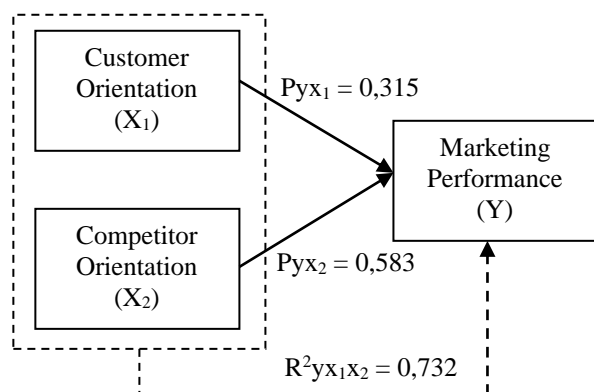 Customer
Orientation
(X₁)
Pyx₁ = 0,315
Marketing
Performance
(Y)
Competitor
Orientation
(X₂)
Pyx₂ = 0,583
R²yx₁x₂ = 0,732